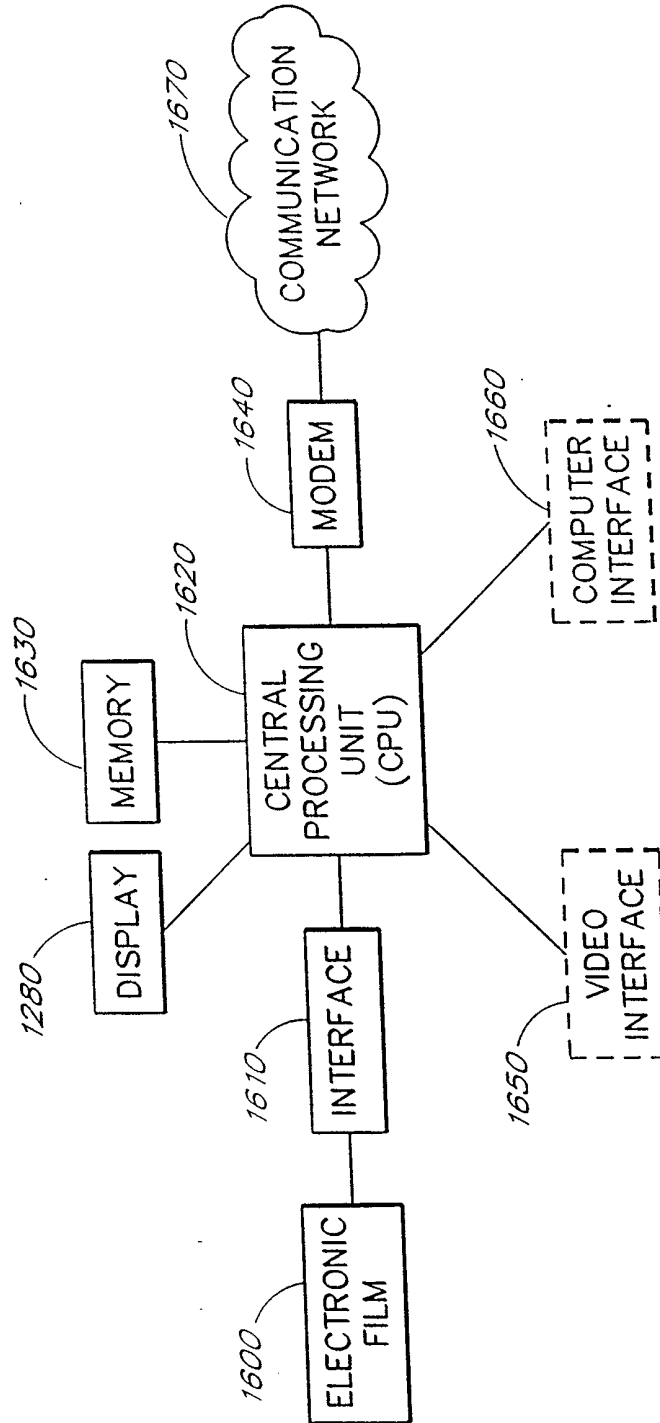 1280
DISPLAY
1630
MEMORY
1600
ELECTRONIC
FILM
1610
INTERFACE
1620
CENTRAL
PROCESSING
UNIT
(CPU)
1640
MODEM
1670
COMMUNICATION
NETWORK
1650
VIDEO
INTERFACE
1660
COMPUTER
INTERFACE